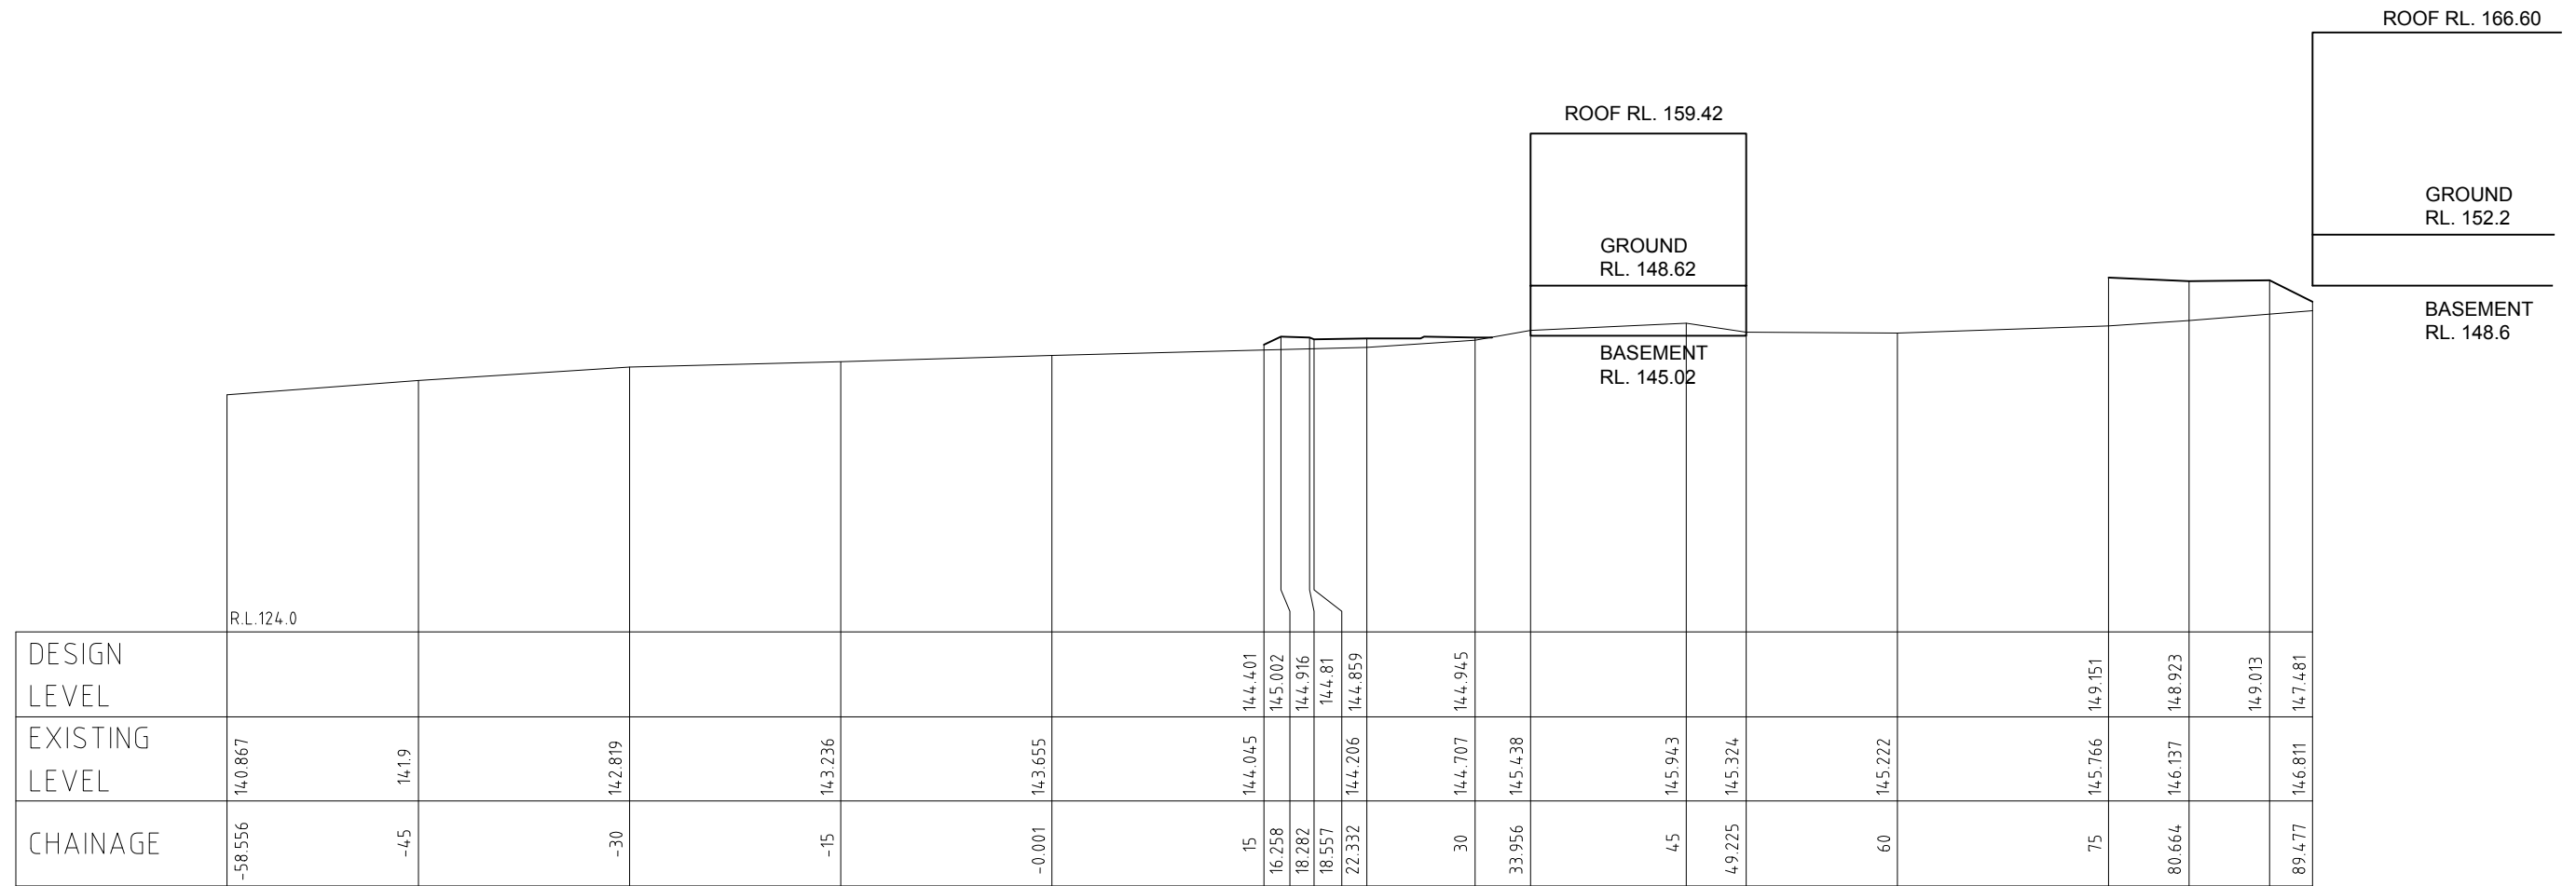 ROOF RL. 166.60
ROOF RL. 159.42
GROUND
RL. 152.2
GROUND
RL. 148.62
BASEMENT
RL. 148.6
BASEMENT
RL. 145.02
R.L.124.0
DESIGN
LEVEL
144.401 145.002 144.916 144.81 144.859 144.945 149.151 148.923 149.013 147.481
EXISTING
LEVEL
140.867 141.9 142.819 143.236 143.655 144.045 144.206 144.707 145.438 145.943 145.324 145.222 145.766 146.137 146.811
CHAINAGE
-58.556 -45 -30 -15 -0.001 15 16.258 18.282 18.557 22.332 30 33.956 45 49.225 60 75 80.664 89.477